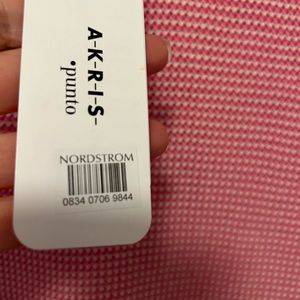 A-K-R-I-S-
•punto
NORDSTROM
0834 0706 9844